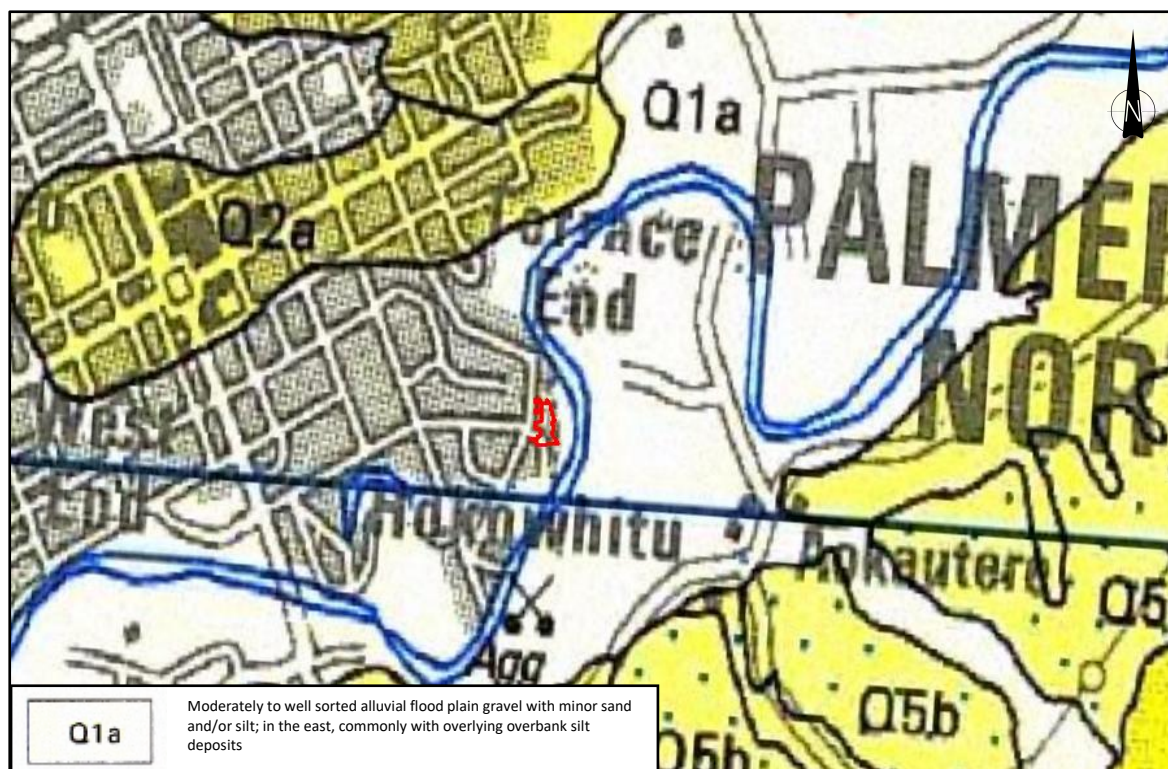 N
Q1a
PALMER
Q2a
Terrace
End
NOR
West
End
Hokowhitu
Aokautere
Q5
Agg
Q5b
Q5b
Q1a
Moderately to well sorted alluvial flood plain gravel with minor sand
and/or silt; in the east, commonly with overlying overbank silt
deposits